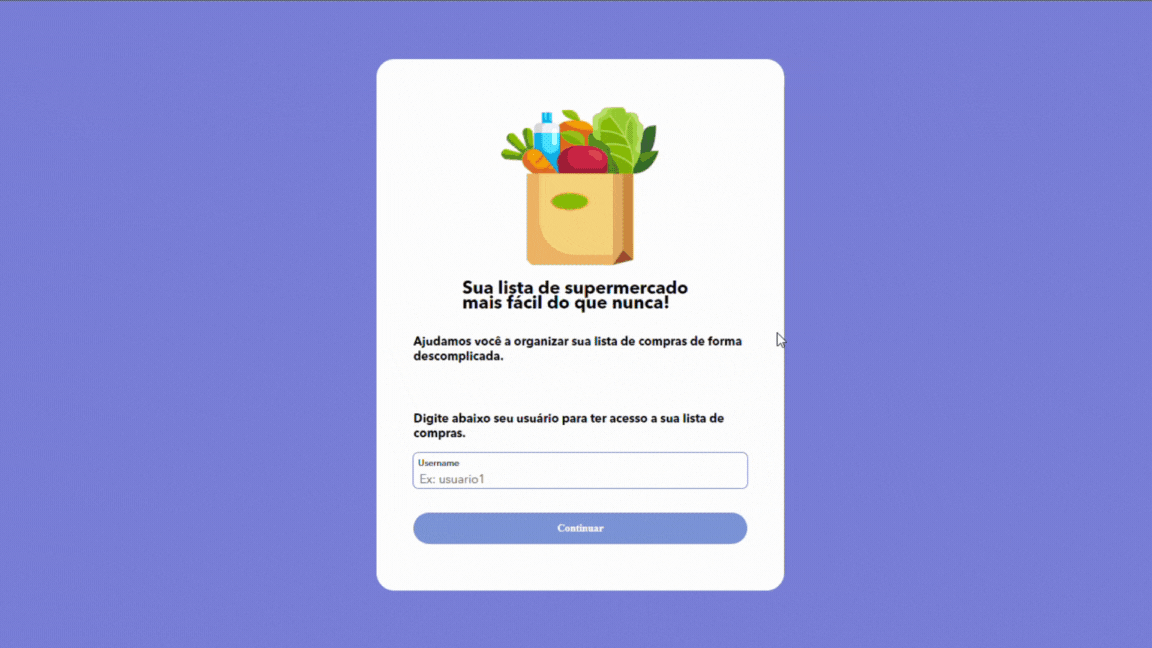 Sua lista de supermercado
mais fácil do que nunca!
Ajudamos você a organizar sua lista de compras de forma
descomplicada.
Digite abaixo seu usuário para ter acesso a sua lista de
compras.
Username
Ex: usuario1
Continuar